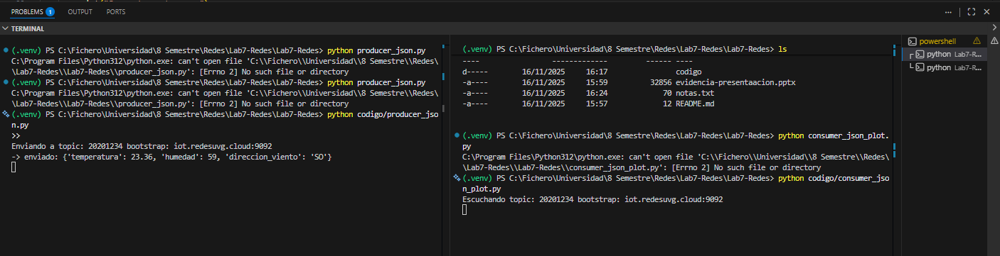 PROBLEMS 1 OUTPUT PORTS
TERMINAL
(.venv) PS C:\Fichero\Universidad\8 Semestre\Redes\Lab7-Redes\Lab7-Redes> python producer_json.py
C:\Program Files\Python312\python.exe: can't open file 'C:\\Fichero\\Universidad\\8 Semestre\\Redes\
\Lab7-Redes\\Lab7-Redes\\producer_json.py': [Errno 2] No such file or directory
(.venv) PS C:\Fichero\Universidad\8 Semestre\Redes\Lab7-Redes\Lab7-Redes> python producer_json.py
C:\Program Files\Python312\python.exe: can't open file 'C:\\Fichero\\Universidad\\8 Semestre\\Redes\
\Lab7-Redes\\Lab7-Redes\\producer_json.py': [Errno 2] No such file or directory
(.venv) PS C:\Fichero\Universidad\8 Semestre\Redes\Lab7-Redes\Lab7-Redes> python codigo/producer_jso
n.py
>>
Enviando a topic: 20201234 bootstrap: iot.redesuvg.cloud:9092
-> enviado: {'temperatura': 23.36, 'humedad': 59, 'direccion_viento': 'SO'}
(.venv) PS C:\Fichero\Universidad\8 Semestre\Redes\Lab7-Redes\Lab7-Redes> ls
---- ------------- ------ ----
d----- 16/11/2025 16:17 codigo
-a---- 16/11/2025 15:59 32856 evidencia-presentaacion.pptx
-a---- 16/11/2025 16:24 70 notas.txt
-a---- 16/11/2025 15:57 12 README.md
(.venv) PS C:\Fichero\Universidad\8 Semestre\Redes\Lab7-Redes\Lab7-Redes> python consumer_json_plot.
py
C:\Program Files\Python312\python.exe: can't open file 'C:\\Fichero\\Universidad\\8 Semestre\\Redes\
\Lab7-Redes\\Lab7-Redes\\consumer_json_plot.py': [Errno 2] No such file or directory
(.venv) PS C:\Fichero\Universidad\8 Semestre\Redes\Lab7-Redes\Lab7-Redes> python codigo/consumer_jso
n_plot.py
Escuchando topic: 20201234 bootstrap: iot.redesuvg.cloud:9092
powershell
python Lab7-R...
python Lab7-R...